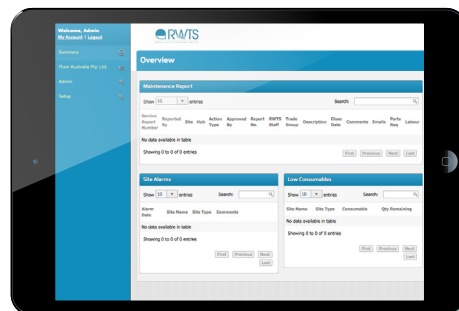 Welcome, Admin
My Account | Logout
Summary
Fluor Australia Pty. Ltd
Admin
Setup
RWTS
Overview
Maintenance Report
Show 10 entries
Search:
Service Report Number Reported By Site Hub Action Type Approved By Report No. RWTS Staff Trade Group Description Close Date Comments Emails Parts Req Labour
No data available in table
Showing 0 to 0 of 0 entries
First Previous Next Last
Site Alarms
Show 10 entries Search:
Alarm Date Site Name Site Type Comments
No data available in table
Showing 0 to 0 of 0 entries
First Previous Next
Last
Low Consumables
Show 10 entries Search:
Site Name Site Type Consumable Qty Remaining
No data available in table
Showing 0 to 0 of 0 entries
First Previous Next
Last